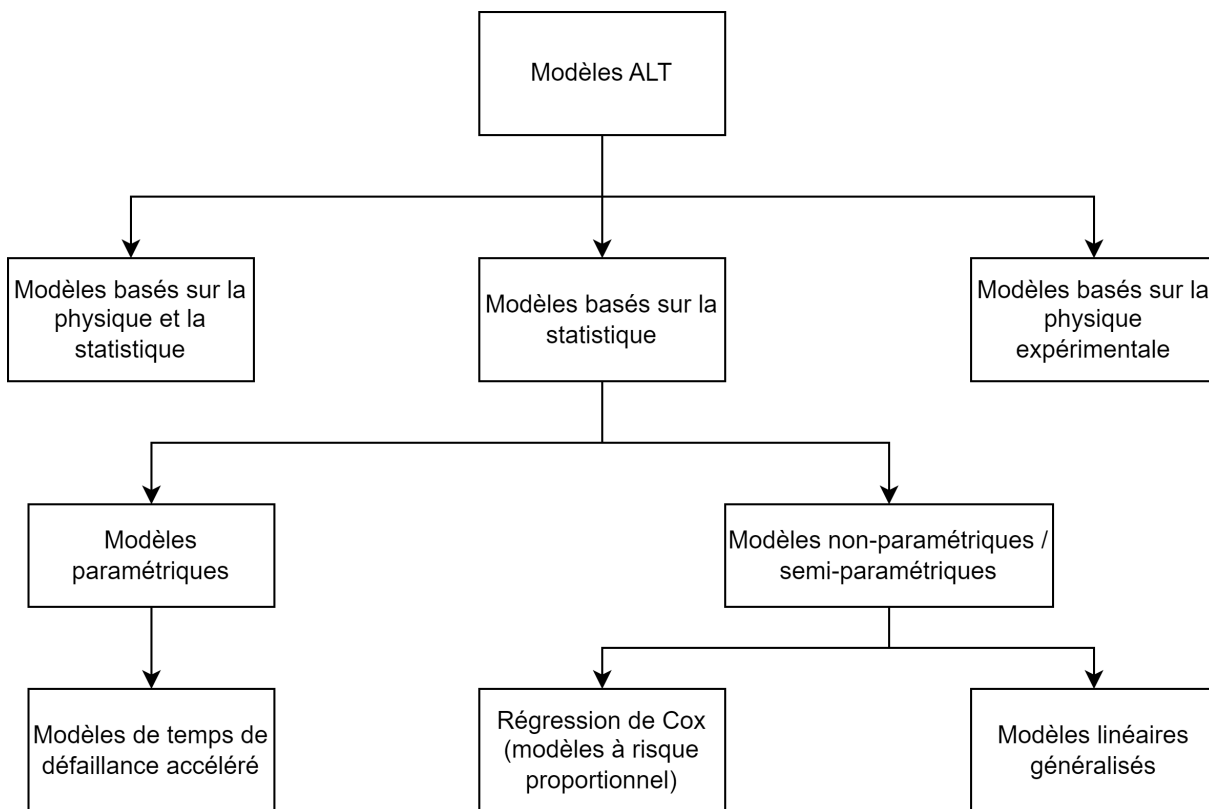 Modèles ALT
Modèles basés sur la
physique et la
statistique
Modèles basés sur la
statistique
Modèles basés sur la
physique
expérimentale
Modèles
paramétriques
Modèles non-paramétriques /
semi-paramétriques
Modèles de temps de
défaillance accéléré
Régression de Cox
(modèles à risque
proportionnel)
Modèles linéaires
généralisés